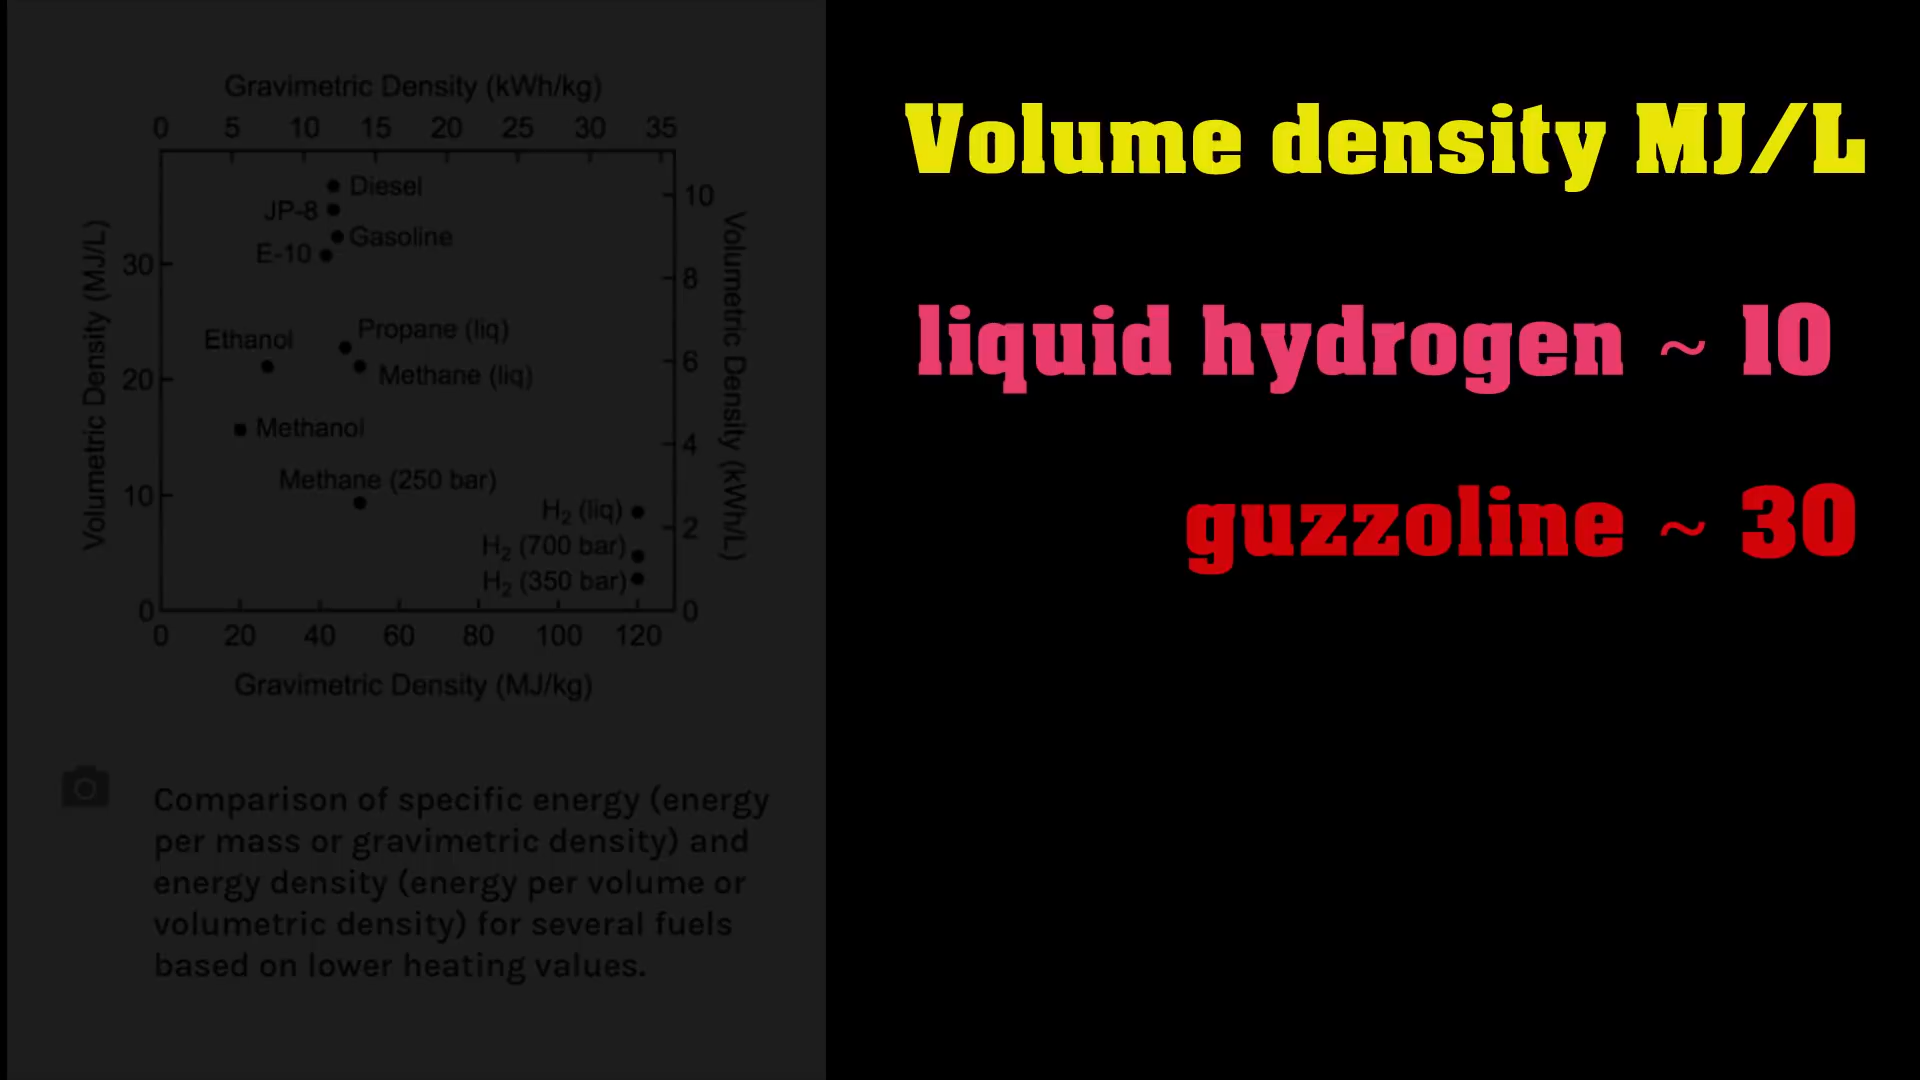 Gravimetric Density (kWh/kg)
0 5 10 15 20 25 30 35
Volumetric Density (MJ/L)
30
20
10
0
Diesel
JP-8
Gasoline
E-10
Ethanol
Propane (liq)
Methane (liq)
Methanol
Methane (250 bar)
H₂ (liq)
H₂ (700 bar)
H₂ (350 bar)
10
8
6
4
2
0
Volumetric Density (kWh/L)
0 20 40 60 80 100 120
Gravimetric Density (MJ/kg)
Comparison of specific energy (energy
per mass or gravimetric density) and
energy density (energy per volume or
volumetric density) for several fuels
based on lower heating values.
Volume density MJ/L
liquid hydrogen ~ 10
guzzoline ~ 30